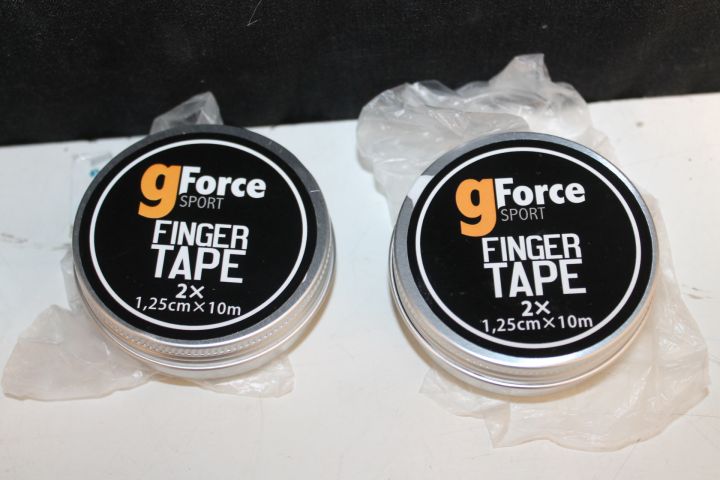 gForce
SPORT
FINGER
TAPE
2×
1,25cm×10m
gForce
SPORT
FINGER
TAPE
2×
1,25cm×10m